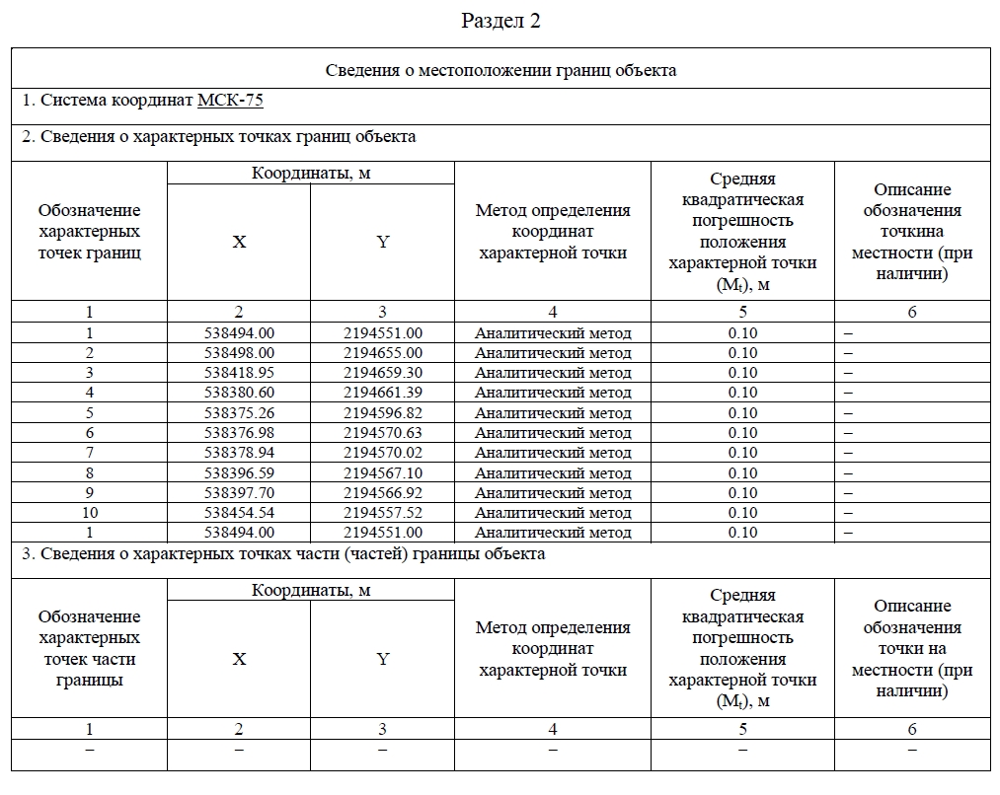 Раздел 2
Сведения о местоположении границ объекта
1. Система координат МСК-75
2. Сведения о характерных точках границ объекта
Обозначение
характерных
точек границ
Координаты, м
X
Y
Метод определения
координат
характерной точки
Средняя
квадратическая
погрешность
положения
характерной точки
(Mt), м
Описание
обозначения
точкина
местности (при
наличии)
1 2 3 4 5 6
1 538494.00 2194551.00 Аналитический метод 0.10 –
2 538498.00 2194655.00 Аналитический метод 0.10 –
3 538418.95 2194659.30 Аналитический метод 0.10 –
4 538380.60 2194661.39 Аналитический метод 0.10 –
5 538375.26 2194596.82 Аналитический метод 0.10 –
6 538376.98 2194570.63 Аналитический метод 0.10 –
7 538378.94 2194570.02 Аналитический метод 0.10 –
8 538396.59 2194567.10 Аналитический метод 0.10 –
9 538397.70 2194566.92 Аналитический метод 0.10 –
10 538454.54 2194557.52 Аналитический метод 0.10 –
1 538494.00 2194551.00 Аналитический метод 0.10 –
3. Сведения о характерных точках части (частей) границы объекта
Обозначение
характерных
точек части
границы
Координаты, м
X
Y
Метод определения
координат
характерной точки
Средняя
квадратическая
погрешность
положения
характерной точки
(Mt), м
Описание
обозначения
точки на
местности (при
наличии)
1 2 3 4 5 6
– – – – – –